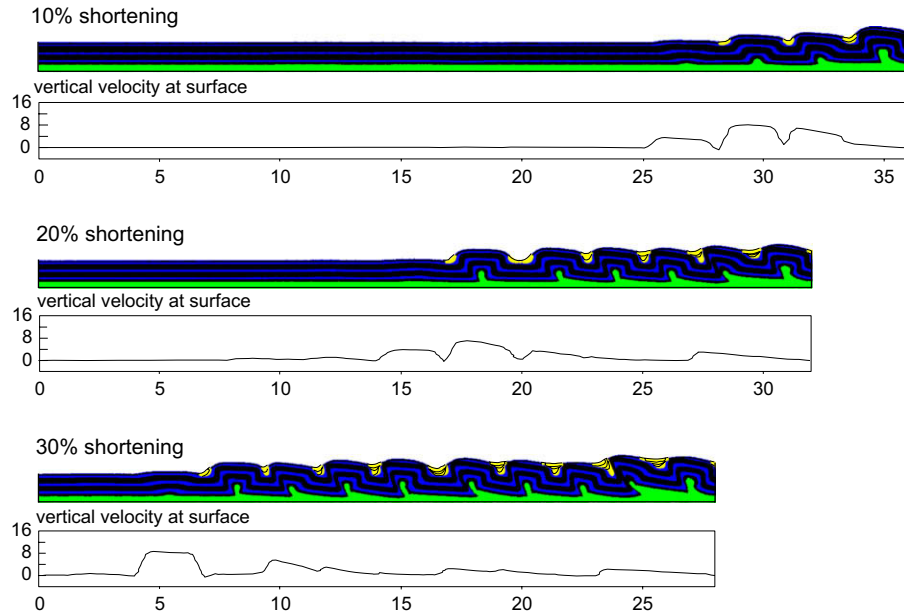 10% shortening
vertical velocity at surface
16
8
0
0 5 10 15 20 25 30 35
20% shortening
vertical velocity at surface
16
8
0
0 5 10 15 20 25 30
30% shortening
vertical velocity at surface
16
8
0
0 5 10 15 20 25